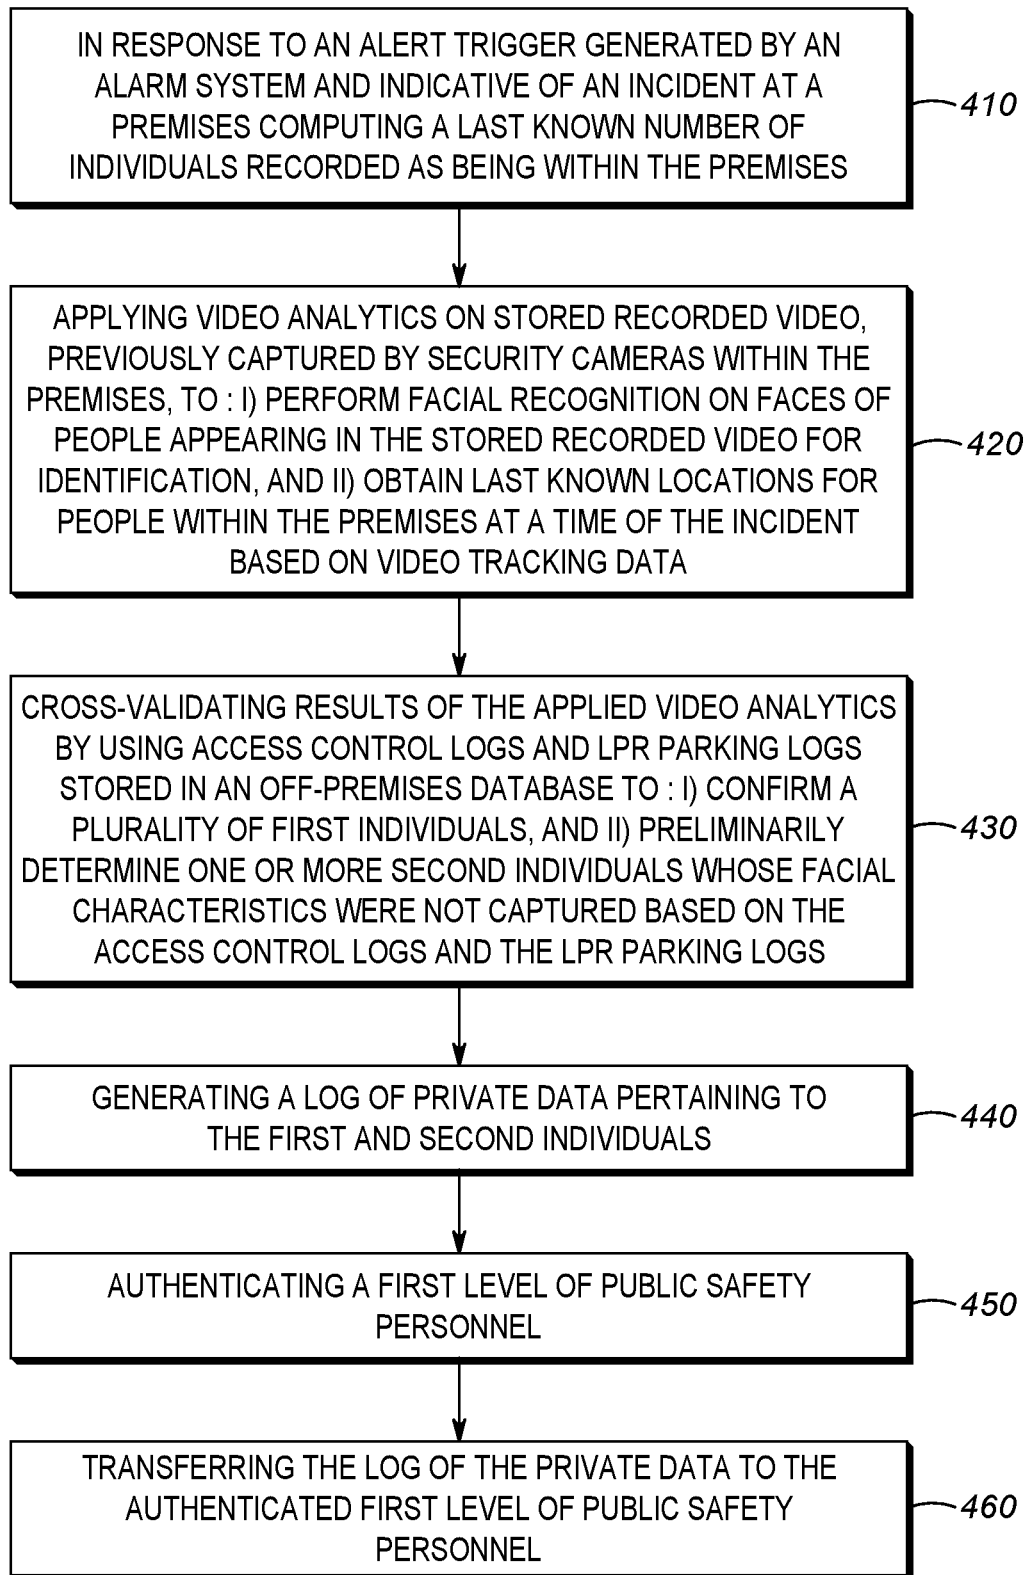 IN RESPONSE TO AN ALERT TRIGGER GENERATED BY AN
ALARM SYSTEM AND INDICATIVE OF AN INCIDENT AT A
PREMISES COMPUTING A LAST KNOWN NUMBER OF
INDIVIDUALS RECORDED AS BEING WITHIN THE PREMISES
410
APPLYING VIDEO ANALYTICS ON STORED RECORDED VIDEO,
PREVIOUSLY CAPTURED BY SECURITY CAMERAS WITHIN THE
PREMISES, TO : I) PERFORM FACIAL RECOGNITION ON FACES OF
PEOPLE APPEARING IN THE STORED RECORDED VIDEO FOR
IDENTIFICATION, AND II) OBTAIN LAST KNOWN LOCATIONS FOR
PEOPLE WITHIN THE PREMISES AT A TIME OF THE INCIDENT
BASED ON VIDEO TRACKING DATA
420
CROSS-VALIDATING RESULTS OF THE APPLIED VIDEO ANALYTICS
BY USING ACCESS CONTROL LOGS AND LPR PARKING LOGS
STORED IN AN OFF-PREMISES DATABASE TO : I) CONFIRM A
PLURALITY OF FIRST INDIVIDUALS, AND II) PRELIMINARILY
DETERMINE ONE OR MORE SECOND INDIVIDUALS WHOSE FACIAL
CHARACTERISTICS WERE NOT CAPTURED BASED ON THE
ACCESS CONTROL LOGS AND THE LPR PARKING LOGS
430
GENERATING A LOG OF PRIVATE DATA PERTAINING TO
THE FIRST AND SECOND INDIVIDUALS
440
AUTHENTICATING A FIRST LEVEL OF PUBLIC SAFETY
PERSONNEL
450
TRANSFERRING THE LOG OF THE PRIVATE DATA TO THE
AUTHENTICATED FIRST LEVEL OF PUBLIC SAFETY
PERSONNEL
460